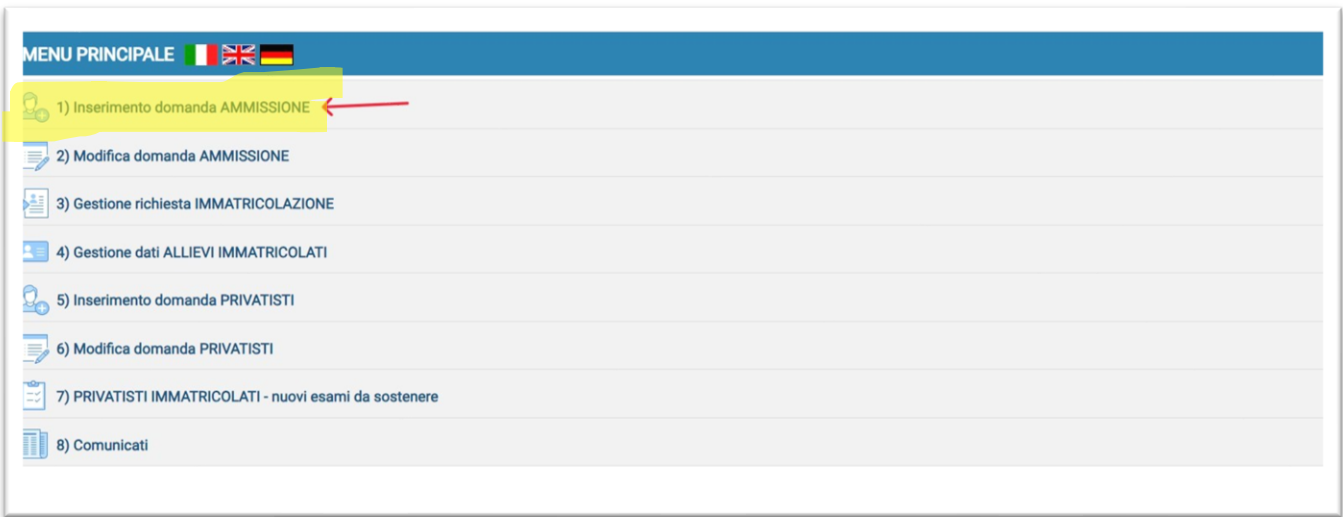 MENU PRINCIPALE
1) Inserimento domanda AMMISSIONE
2) Modifica domanda AMMISSIONE
3) Gestione richiesta IMMATRICOLAZIONE
4) Gestione dati ALLIEVI IMMATRICOLATI
5) Inserimento domanda PRIVATISTI
6) Modifica domanda PRIVATISTI
7) PRIVATISTI IMMATRICOLATI - nuovi esami da sostenere
8) Comunicati